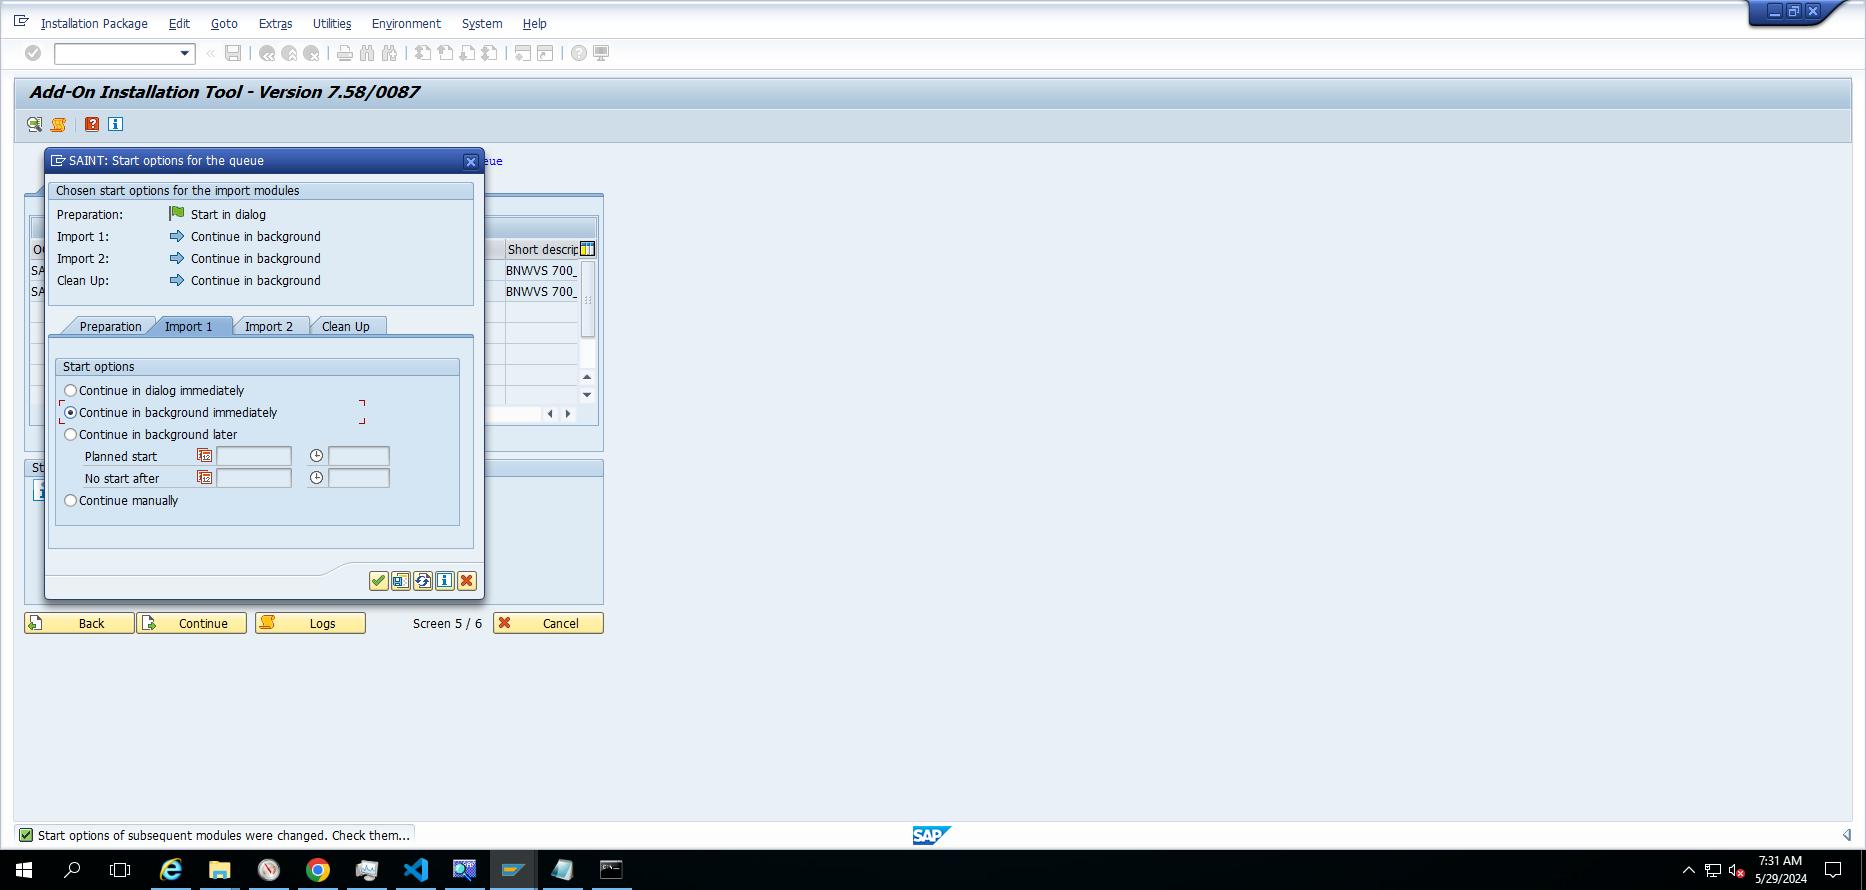 Installation Package Edit Goto Extras Utilities Environment System Help
Add-On Installation Tool - Version 7.58/0087
SAINT: Start options for the queue
eue
Chosen start options for the import modules
Preparation: Start in dialog
Import 1: Continue in background
Import 2: Continue in background
Clean Up: Continue in background
Short descrip
BNWVS 700_
BNWVS 700_
SA
SA
Preparation Import 1 Import 2 Clean Up
Start options
Continue in dialog immediately
Continue in background immediately
Continue in background later
Planned start
No start after
Continue manually
St
Back Continue Logs Screen 5 / 6 Cancel
Start options of subsequent modules were changed. Check them...
SAP
7:31 AM
5/29/2024